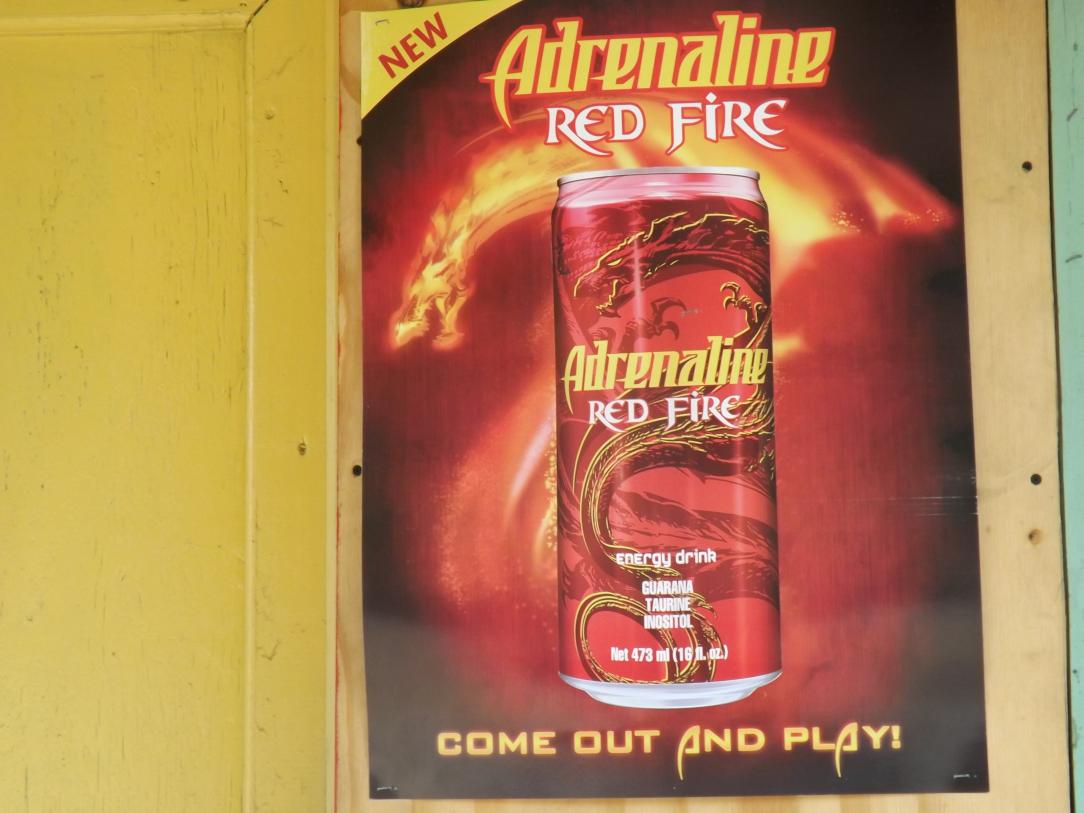 NEW
Adrenaline
RED FiRE
Adrenaline
RED FiRE
energy drink
GUARANA
TAURINE
INOSITOL
Net 473 ml (16 fl. oz.)
COME OUT AND PLAY!